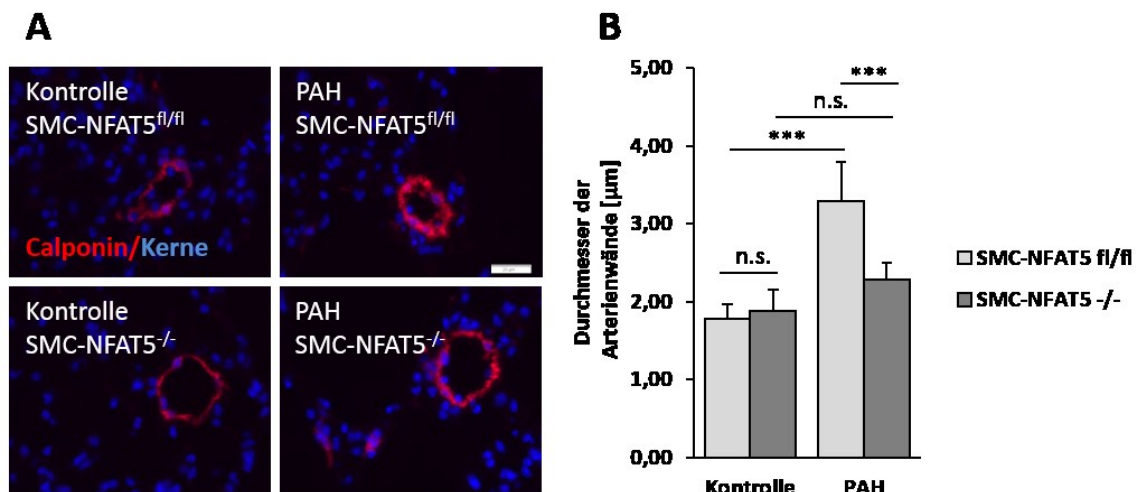 A
Kontrolle
SMC-NFAT5fl/fl
Calponin/Kerne
PAH
SMC-NFAT5fl/fl
Kontrolle
SMC-NFAT5-/-
PAH
SMC-NFAT5-/-
B
Durchmesser der
Arterienwände [µm]
5,00
4,00
3,00
2,00
1,00
0,00
***
n.s.
***
n.s.
Kontrolle
PAH
SMC-NFAT5 fl/fl
SMC-NFAT5 -/-